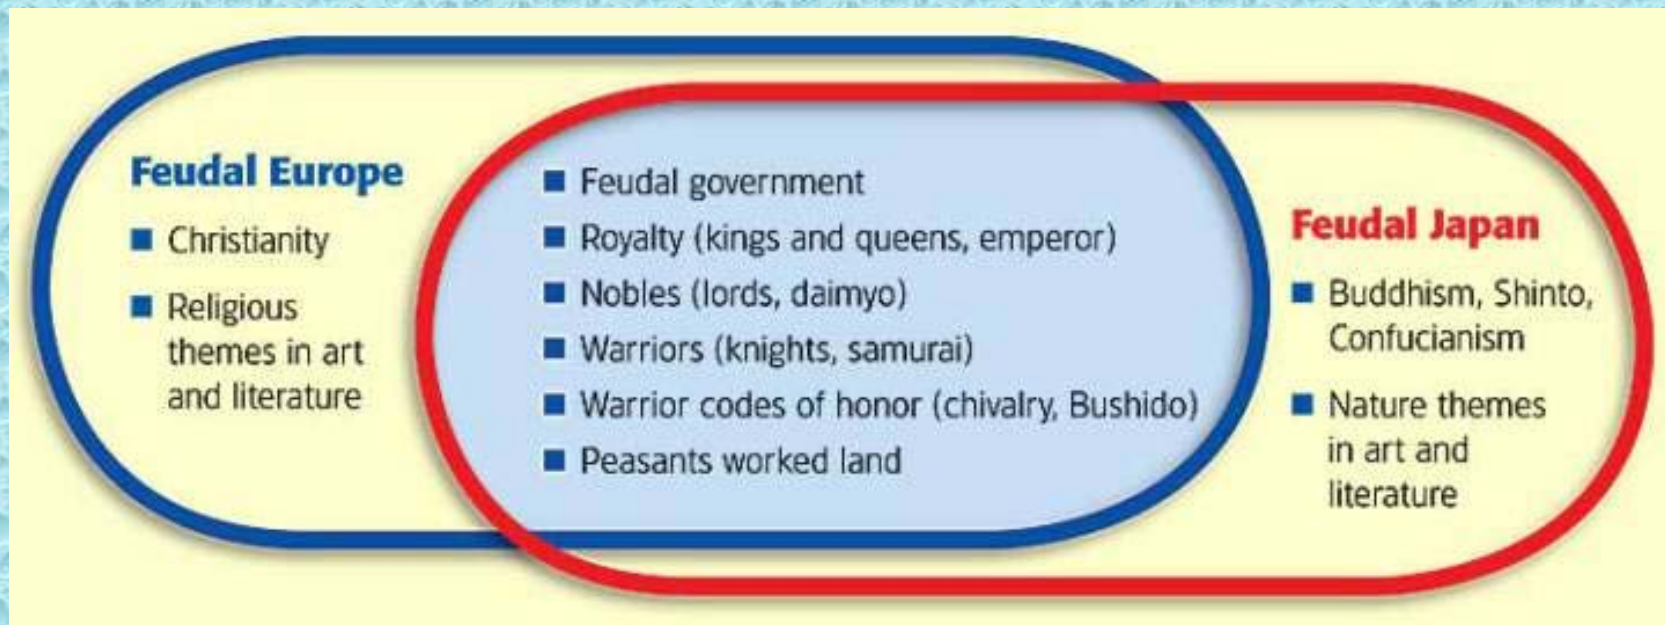 Feudal Europe
■ Christianity
■ Religious
themes in art
and literature
■ Feudal government
■ Royalty (kings and queens, emperor)
■ Nobles (lords, daimyo)
■ Warriors (knights, samurai)
■ Warrior codes of honor (chivalry, Bushido)
■ Peasants worked land
Feudal Japan
■ Buddhism, Shinto,
Confucianism
■ Nature themes
in art and
literature